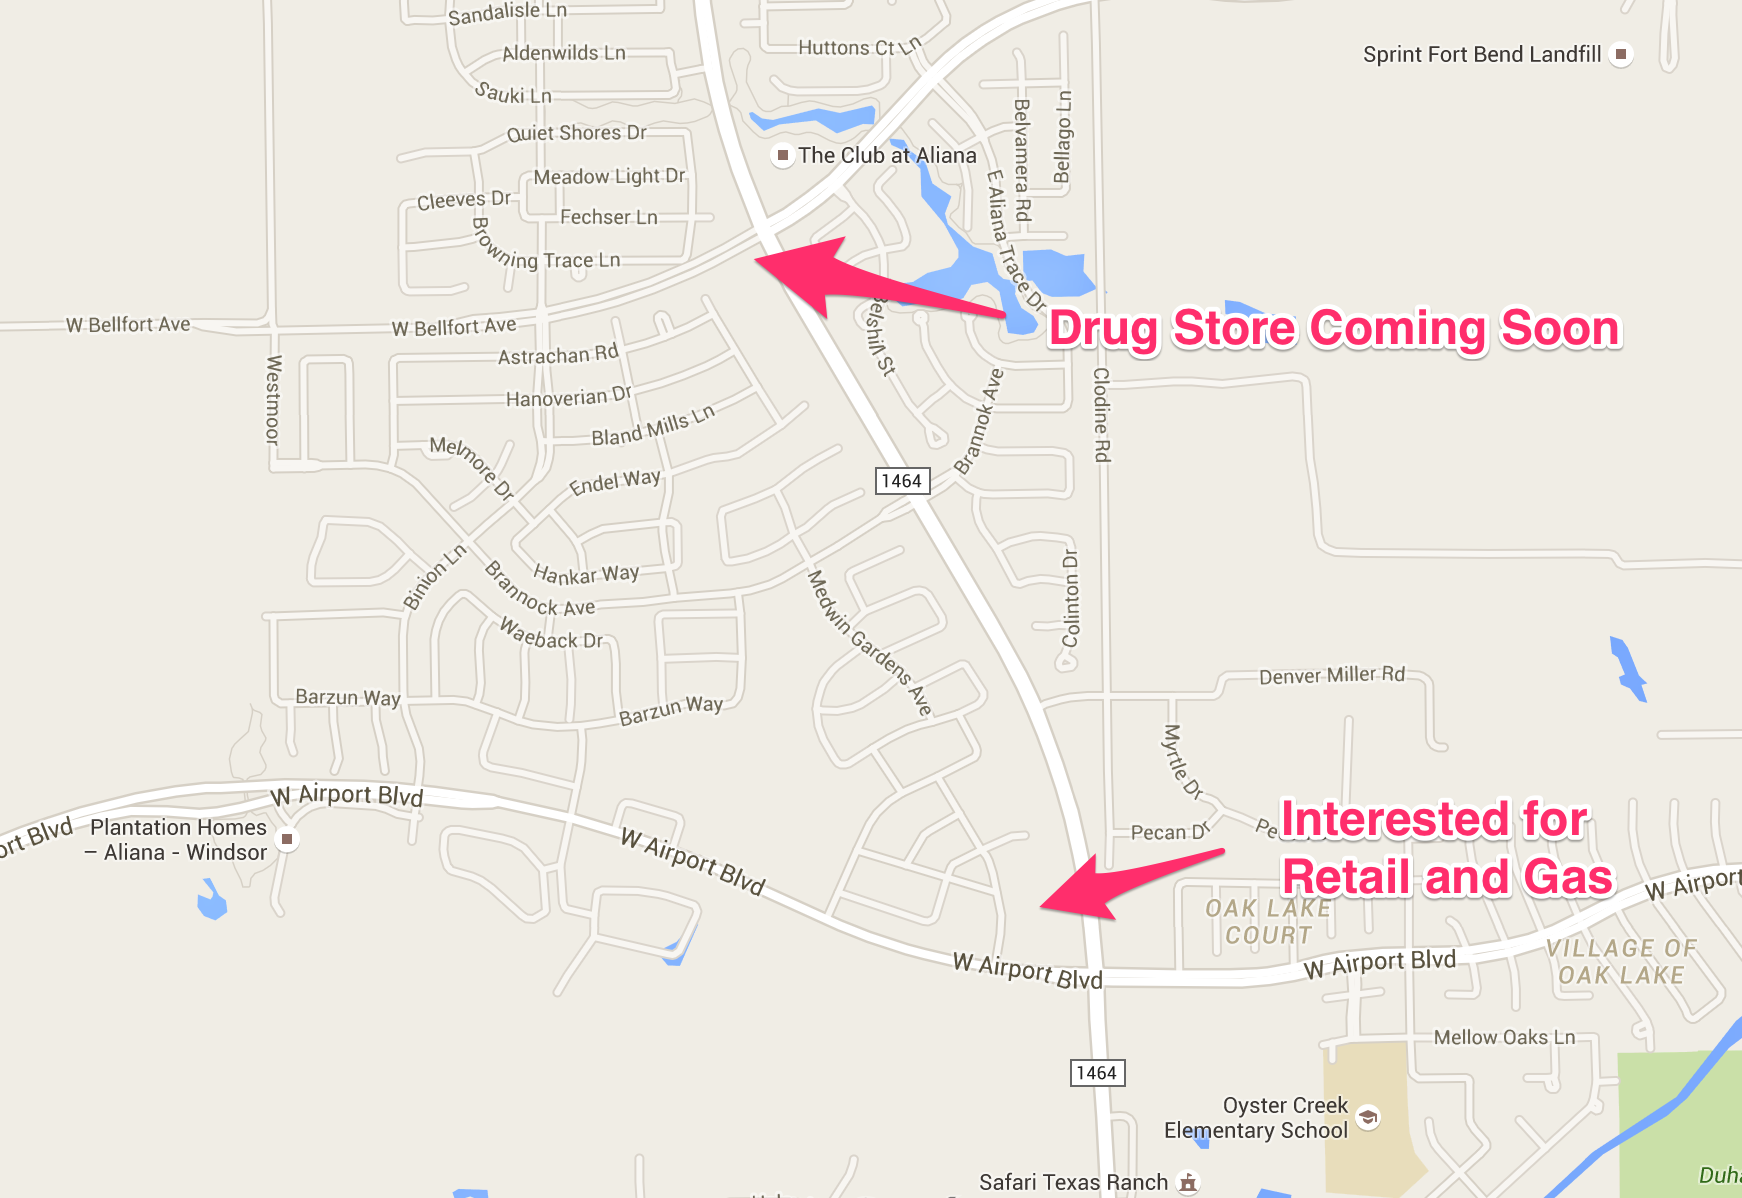 Sandalisle Ln
Aldenwilds Ln
Huttons Ct Ln
Sprint Fort Bend Landfill
Sauki Ln
Quiet Shores Dr
Belvamera Rd
Bellago Ln
The Club at Aliana
Meadow Light Dr
Cleeves Dr
Fechser Ln
E Aliana Trace Dr
Browning Trace Ln
W Bellfort Ave
W Bellfort Ave
Drug Store Coming Soon
Belshill St
Astrachan Rd
Westmoor
Hanoverian Dr
Clodine Rd
Brannok Ave
Bland Mills Ln
Melmore Dr
Endel Way
1464
Binion Ln
Hankar Way
Brannock Ave
Medwin Gardens Ave
Colinton Dr
Waeback Dr
Denver Miller Rd
Barzun Way
Barzun Way
Myrtle Dr
W Airport Blvd
ort Blvd
Plantation Homes
– Aliana - Windsor
W Airport Blvd
Pecan Dr
Pe
Interested for
Retail and Gas
W Airport
OAK LAKE
COURT
VILLAGE OF
OAK LAKE
W Airport Blvd
W Airport Blvd
Mellow Oaks Ln
1464
Oyster Creek
Elementary School
Safari Texas Ranch
Duha